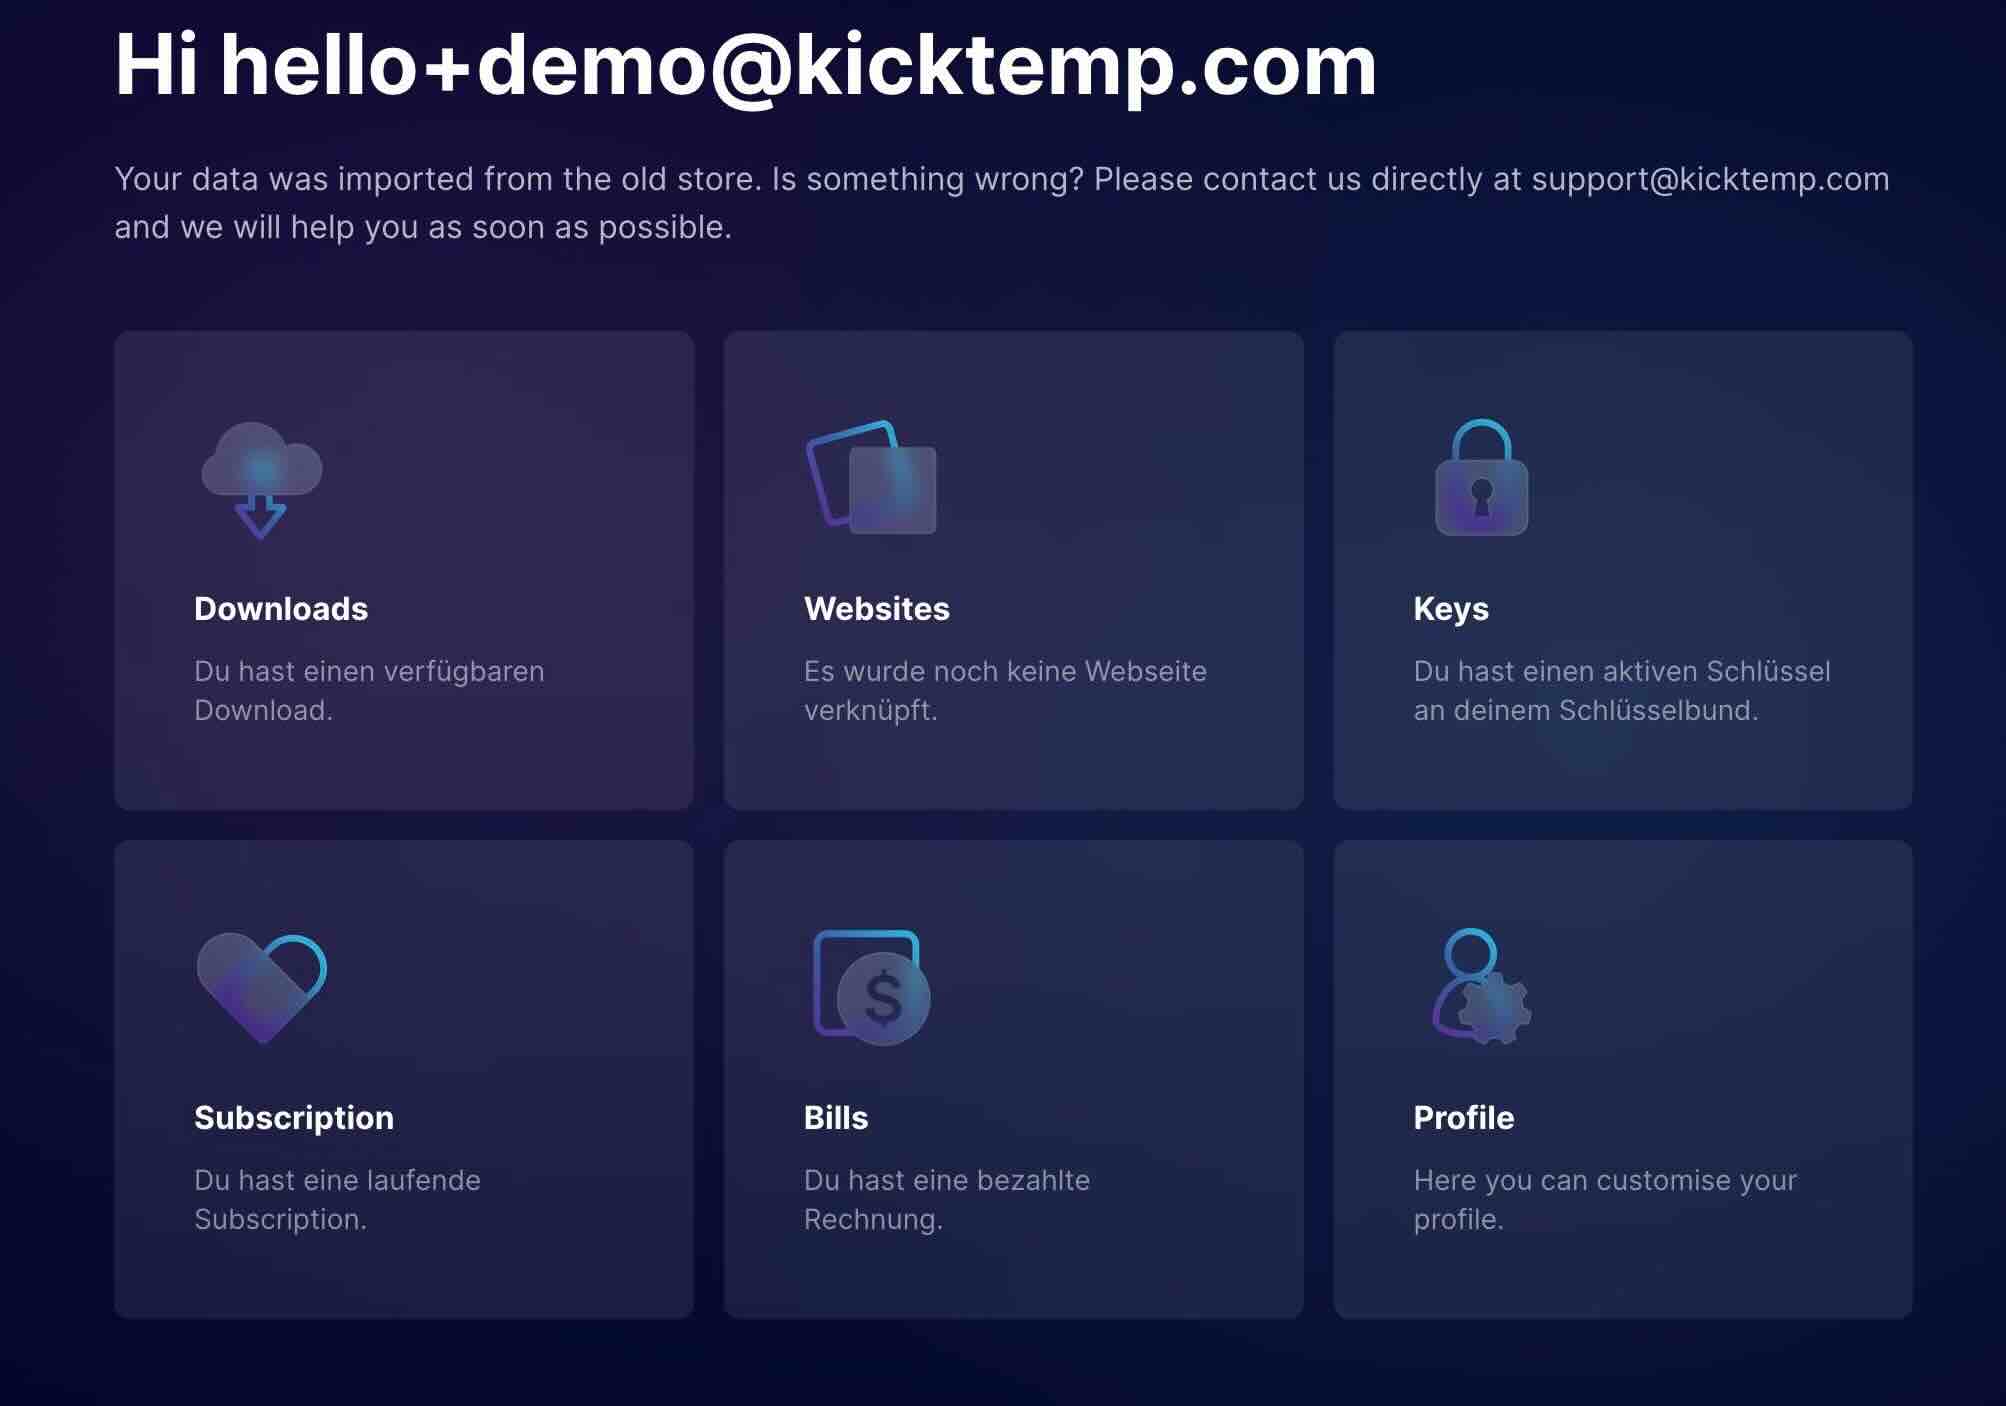 Hi hello+demo@kicktemp.com
Your data was imported from the old store. Is something wrong? Please contact us directly at support@kicktemp.com
and we will help you as soon as possible.
Downloads
Du hast einen verfügbaren
Download.
Websites
Es wurde noch keine Webseite
verknüpft.
Keys
Du hast einen aktiven Schlüssel
an deinem Schlüsselbund.
Subscription
Du hast eine laufende
Subscription.
$
Bills
Du hast eine bezahlte
Rechnung.
Profile
Here you can customise your
profile.